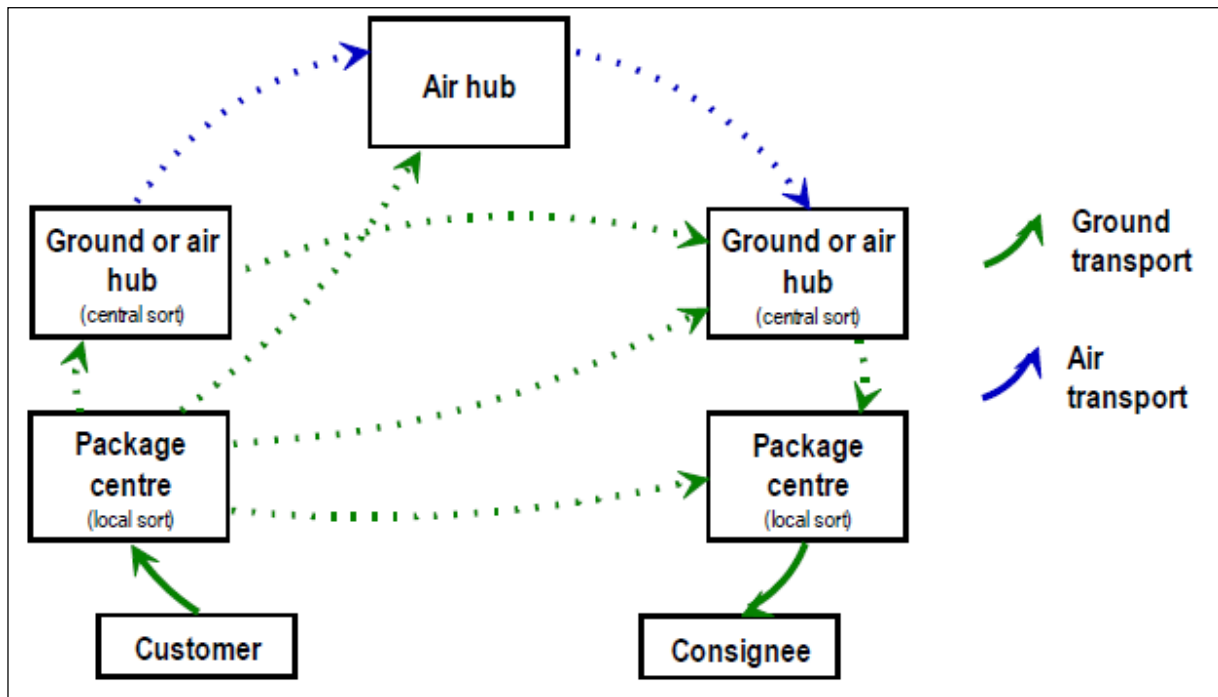 Air hub
Ground or air
hub
(central sort)
Ground or air
hub
(central sort)
Ground
transport
Air
transport
Package
centre
(local sort)
Package
centre
(local sort)
Customer
Consignee